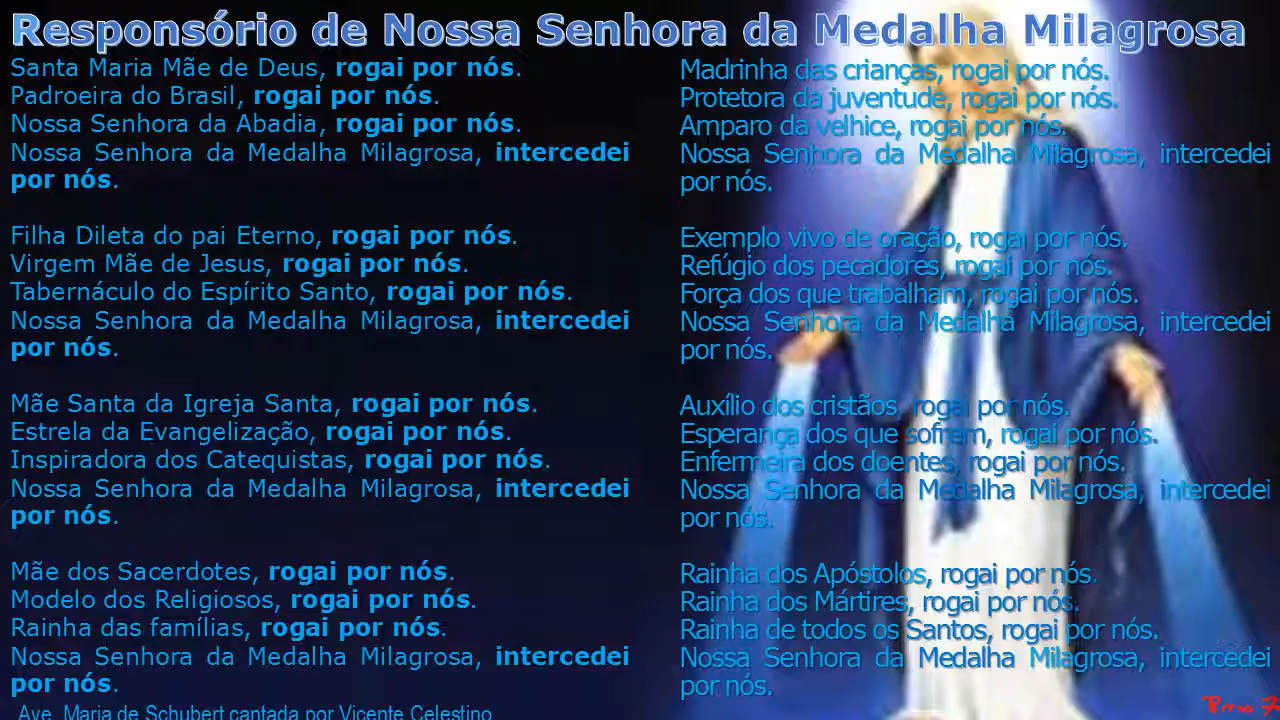 Responsório de Nossa Senhora da Medalha Milagrosa
Santa Maria Mãe de Deus, rogai por nós.
Padroeira do Brasil, rogai por nós.
Nossa Senhora da Abadia, rogai por nós.
Nossa Senhora da Medalha Milagrosa, intercedei
por nós.
Filha Dileta do pai Eterno, rogai por nós.
Virgem Mãe de Jesus, rogai por nós.
Tabernáculo do Espírito Santo, rogai por nós.
Nossa Senhora da Medalha Milagrosa, intercedei
por nós.
Mãe Santa da Igreja Santa, rogai por nós.
Estrela da Evangelização, rogai por nós.
Inspiradora dos Catequistas, rogai por nós.
Nossa Senhora da Medalha Milagrosa, intercedei
por nós.
Mãe dos Sacerdotes, rogai por nós.
Modelo dos Religiosos, rogai por nós.
Rainha das famílias, rogai por nós.
Nossa Senhora da Medalha Milagrosa, intercedei
por nós.
Ave Maria de Schubert cantada por Vicente Celestino
Madrinha das crianças, rogai por nós.
Protetora da juventude, rogai por nós.
Amparo da velhice, rogai por nós.
Nossa Senhora da Medalha Milagrosa, intercedei
por nós.
Exemplo vivo de oração, rogai por nós.
Refúgio dos pecadores, rogai por nós.
Força dos que trabalham, rogai por nós.
Nossa Senhora da Medalha Milagrosa, intercedei
por nós.
Auxílio dos cristãos, rogai por nós.
Esperança dos que sofrem, rogai por nós.
Enfermeira dos doentes, rogai por nós.
Nossa Senhora da Medalha Milagrosa, intercedei
por nós.
Rainha dos Apóstolos, rogai por nós.
Rainha dos Mártires, rogai por nós.
Rainha de todos os Santos, rogai por nós.
Nossa Senhora da Medalha Milagrosa, intercedei
por nós.